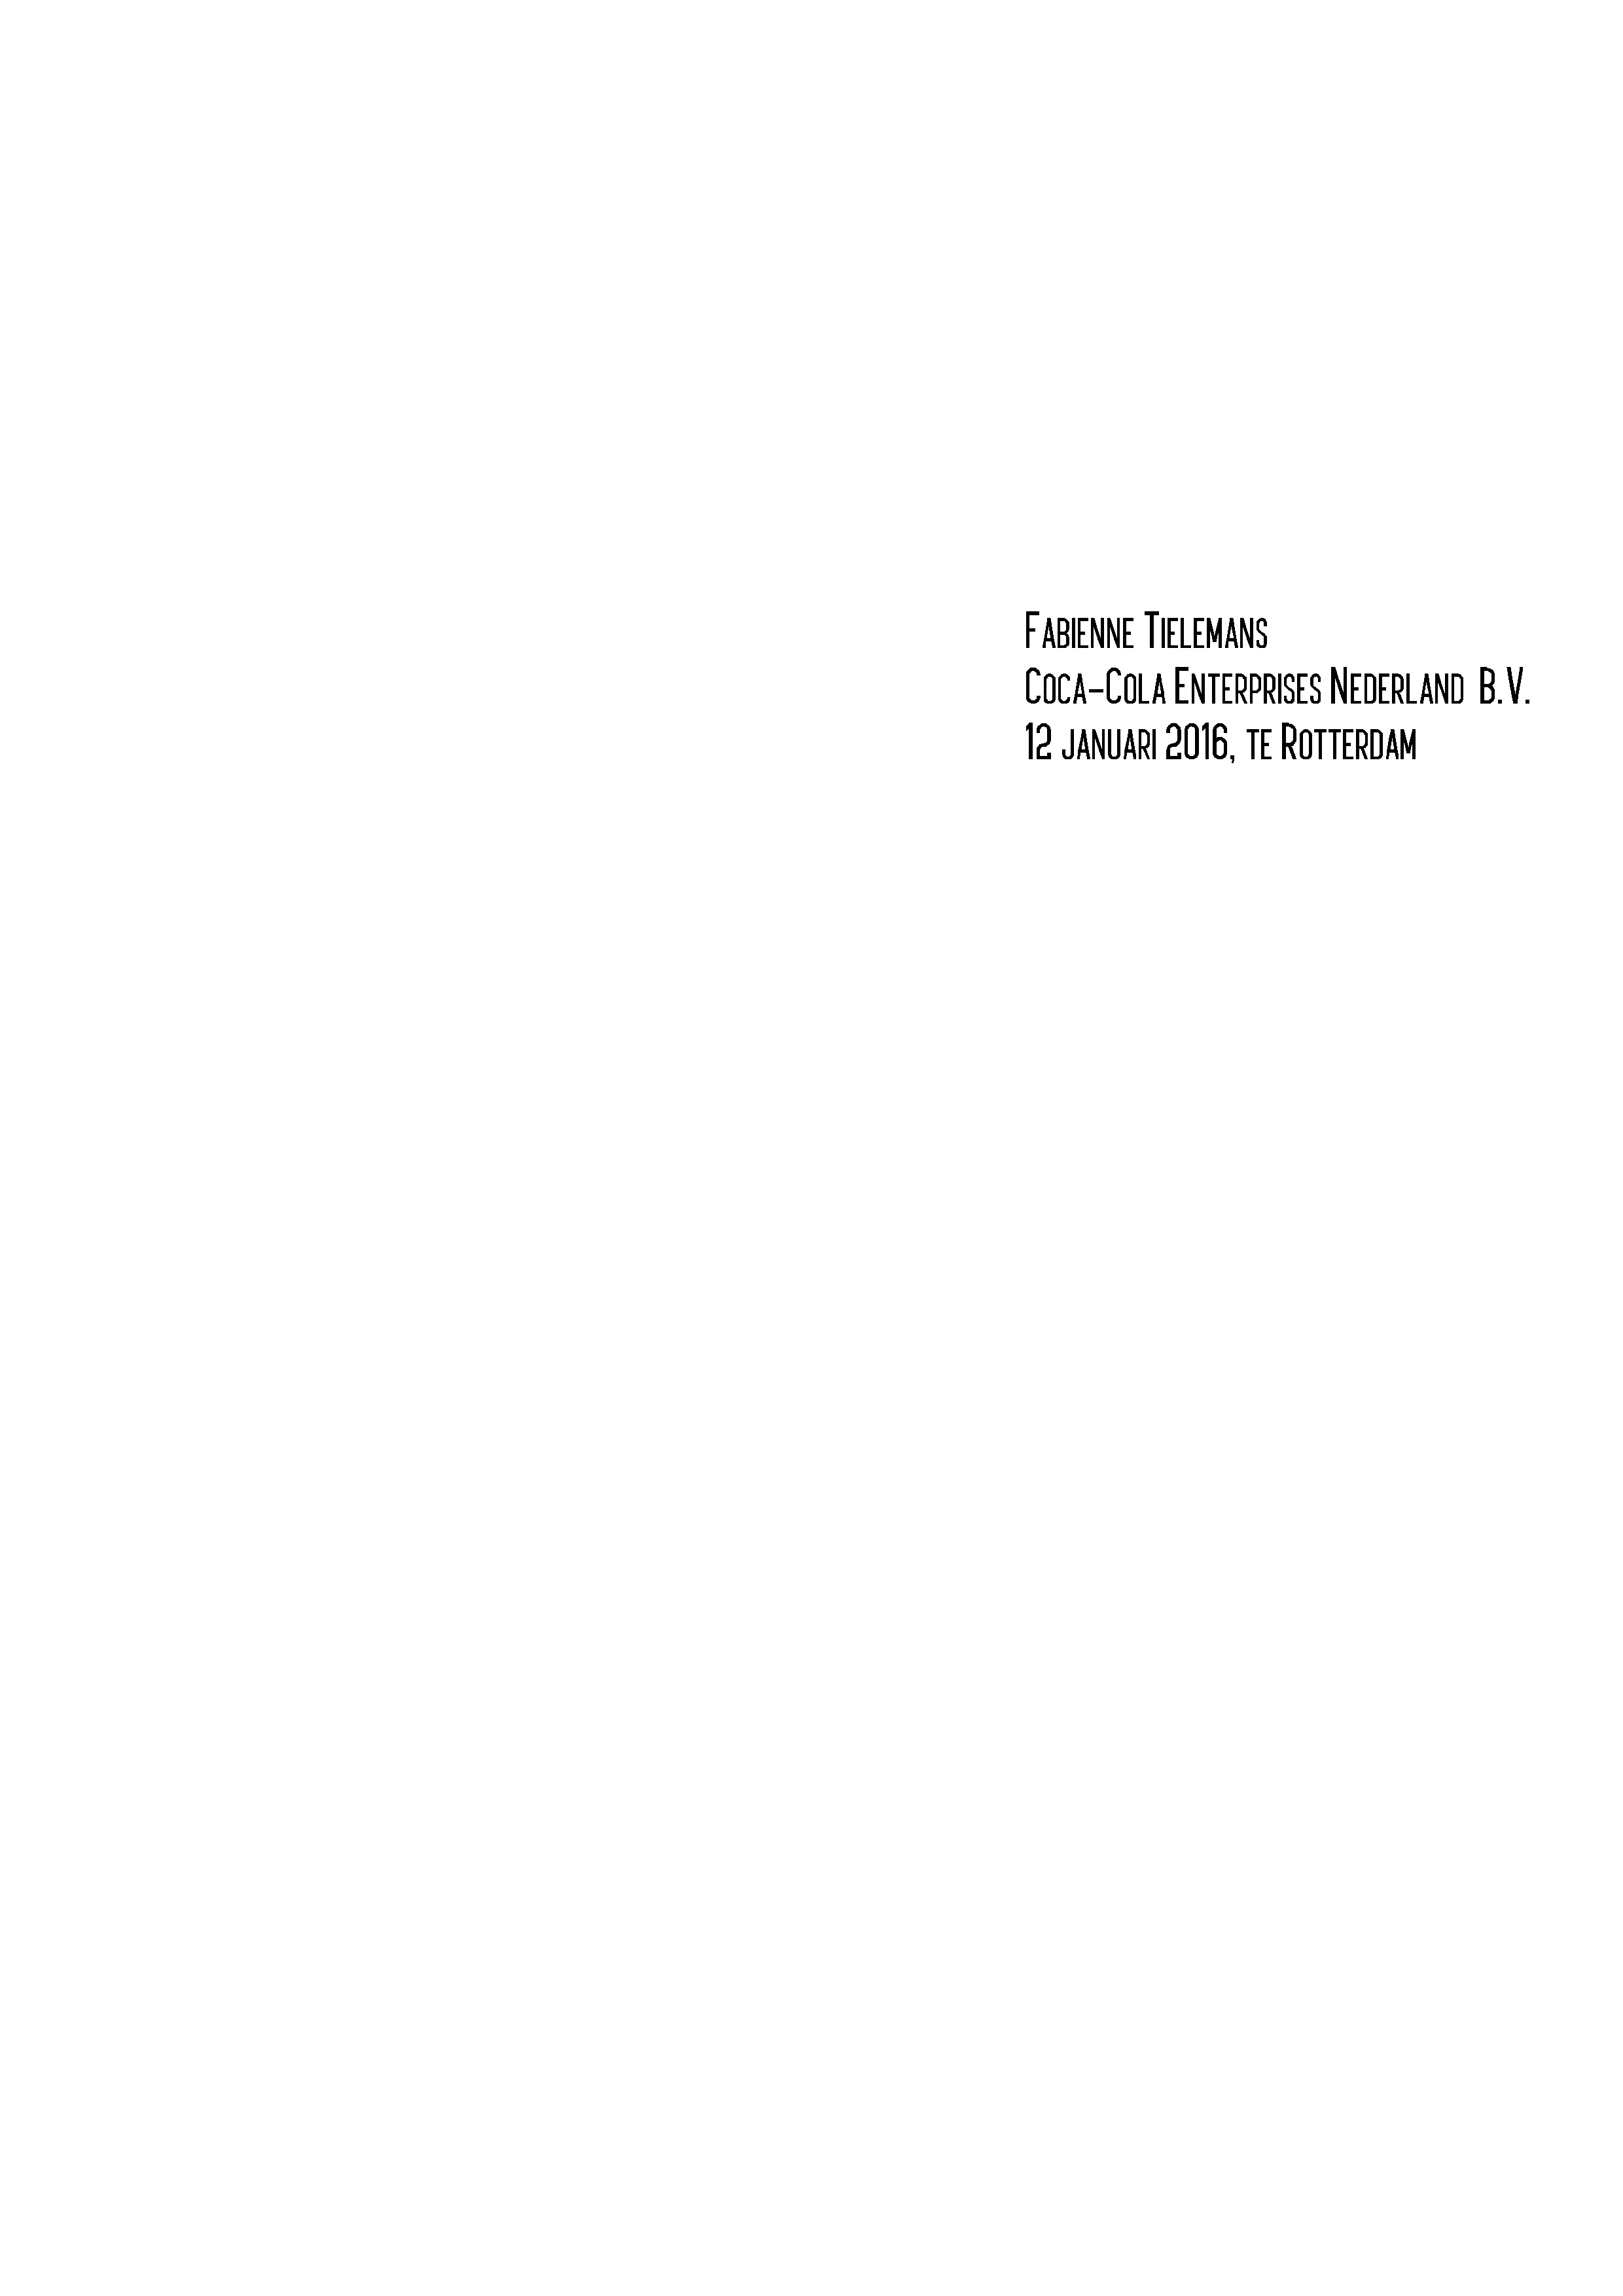 Fabienne Tielemans
Coca-Cola Enterprises Nederland B.V.
12 januari 2016, te Rotterdam